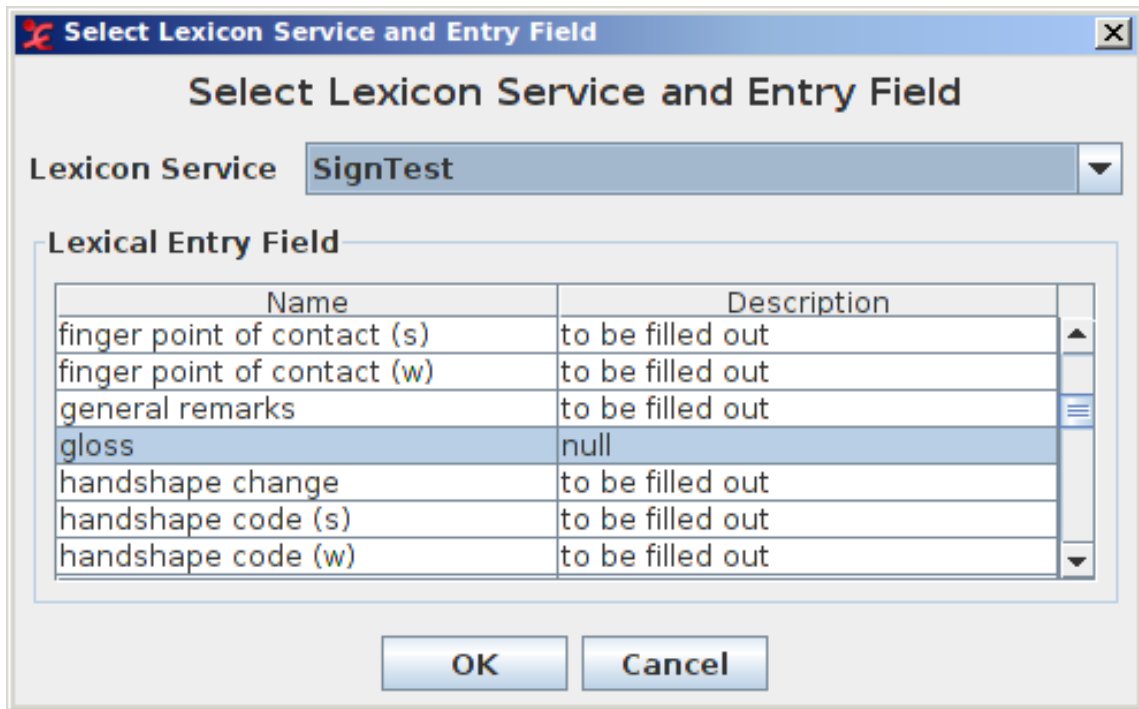 Select Lexicon Service and Entry Field
Select Lexicon Service and Entry Field
Lexicon Service SignTest
Lexical Entry Field
Name Description
finger point of contact (s) to be filled out
finger point of contact (w) to be filled out
general remarks to be filled out
gloss null
handshape change to be filled out
handshape code (s) to be filled out
handshape code (w) to be filled out
OK Cancel